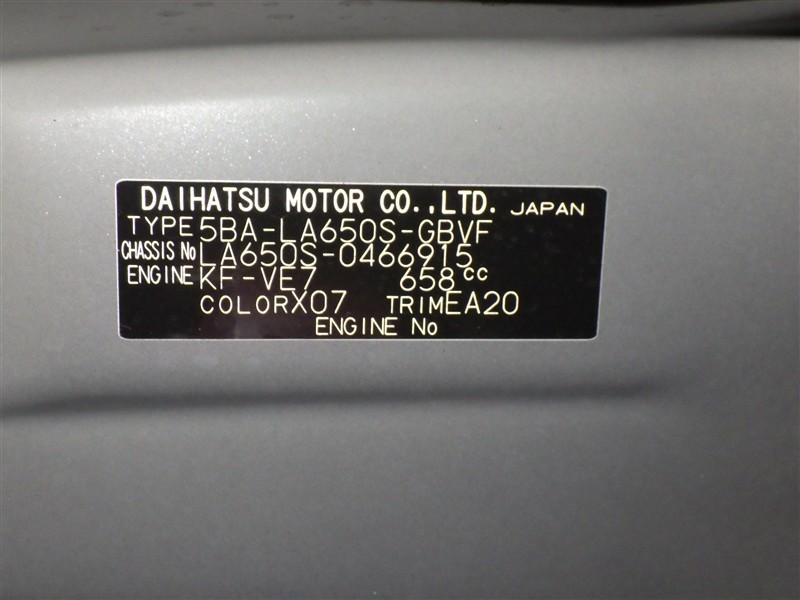 DAIHATSU MOTOR CO.,LTD. JAPAN
TYPE 5BA-LA650S-GBVF
CHASSIS No LA650S-0466915
ENGINE KF-VE7 658cc
COLOR X07 TRIM EA20
ENGINE No